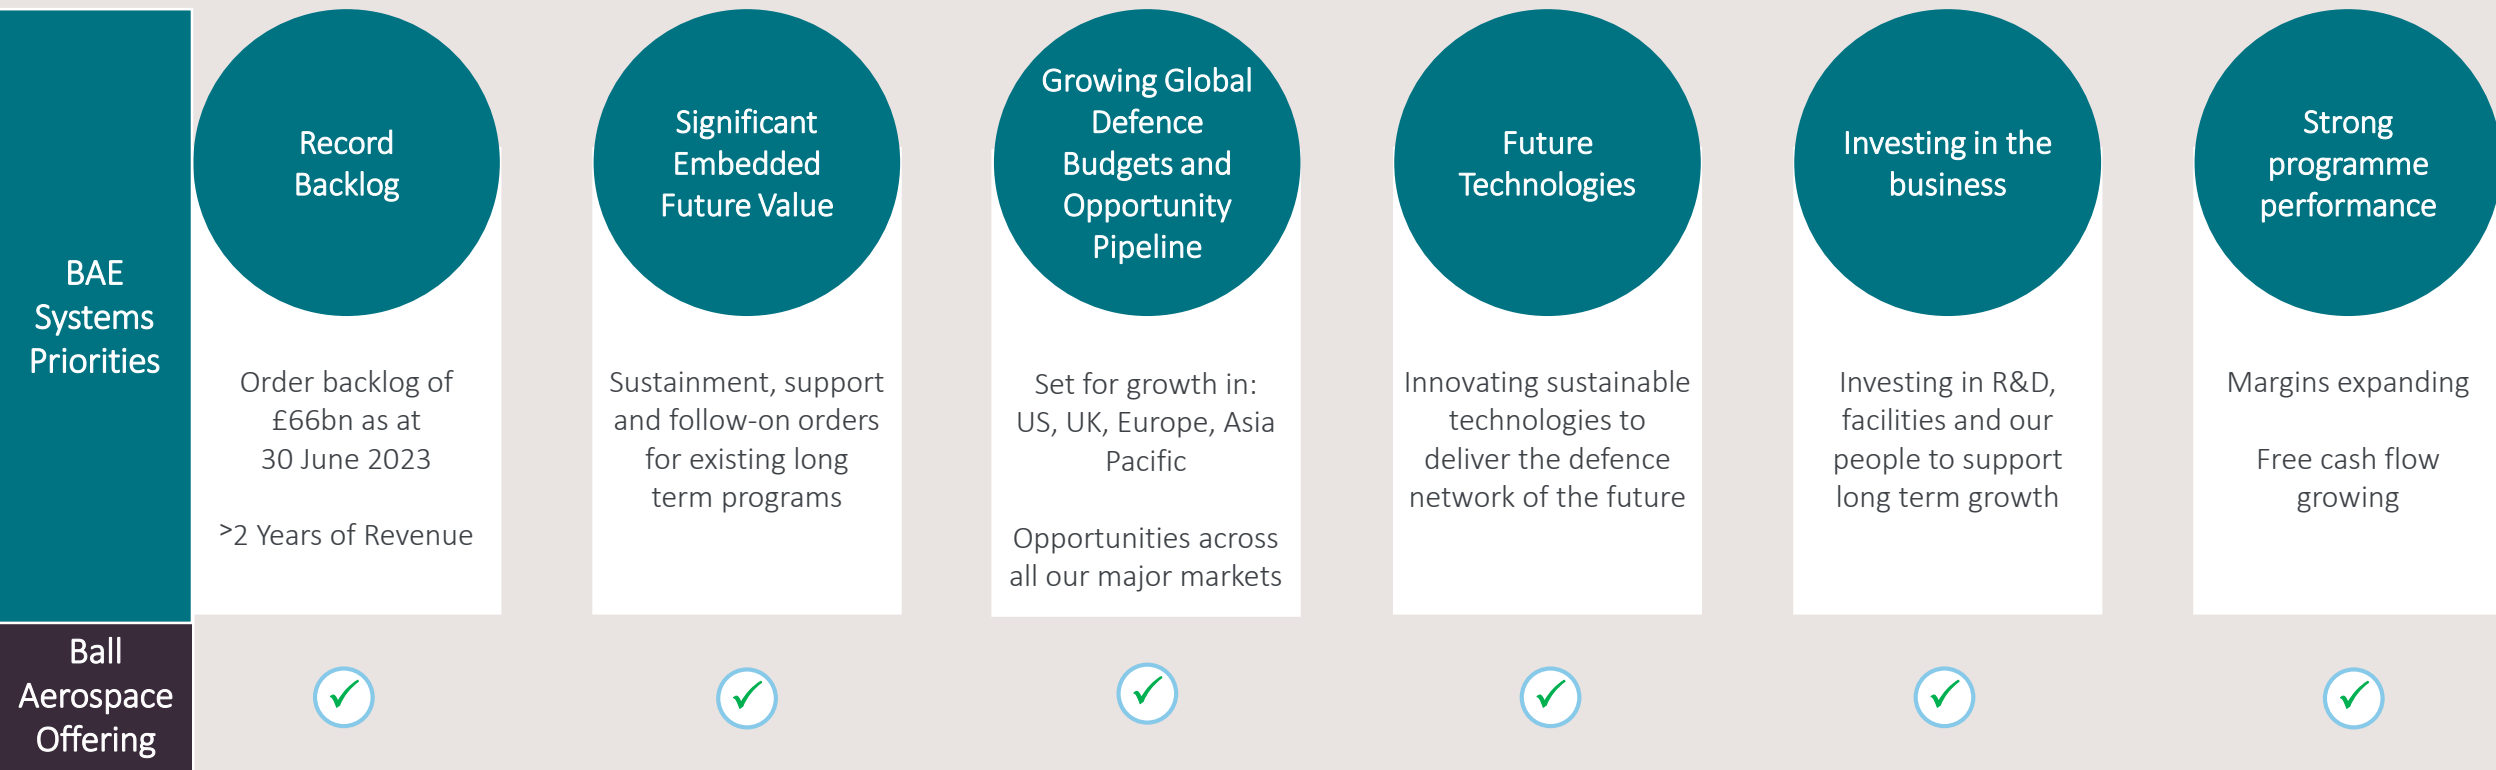 BAE
Systems
Priorities
Record
Backlog
Order backlog of
£66bn as at
30 June 2023
>2 Years of Revenue
Significant
Embedded
Future Value
Sustainment, support
and follow-on orders
for existing long
term programs
Growing Global
Defence
Budgets and
Opportunity
Pipeline
Set for growth in:
US, UK, Europe, Asia
Pacific
Opportunities across
all our major markets
Future
Technologies
Innovating sustainable
technologies to
deliver the defence
network of the future
Investing in the
business
Investing in R&D,
facilities and our
people to support
long term growth
Strong
programme
performance
Margins expanding
Free cash flow
growing
Ball
Aerospace
Offering